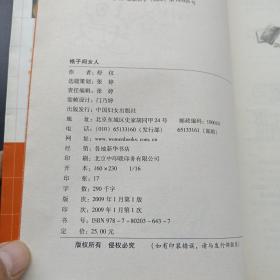 格子间女人
作    者：舒  仪
选题策划：张  婷
责任编辑：张  婷
装帧设计：门乃婷
出版发行：中国妇女出版社
地    址：北京东城区史家胡同甲24号    邮政编码：100010
电    话：（010）65133160（发行部）    65133161（邮购）
网    址：www.womenbooks.com.cn
经    销：各地新华书店
印    刷：北京中印联印务有限公司
开    本：160×230    1/16
印    张：17
字    数：290千字
版    次：2009年1月第1版
印    次：2009年1月第1次
书    号：ISBN 978-7-80203-643-7
定    价：25.00元
版权所有    侵权必究    （如有印装错误，请与发行部联系）